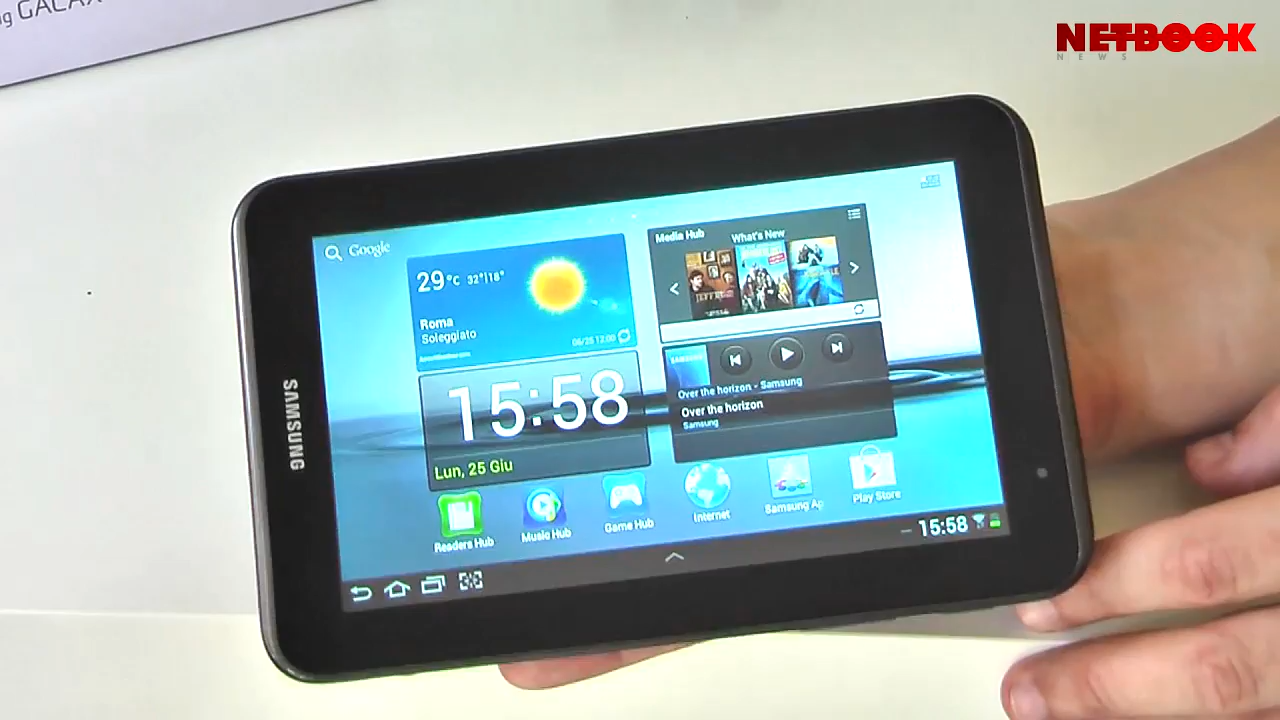 GALAX
NETBOOK
NEWS
SAMSUNG
Google
29°C 32°|18°
Roma
Soleggiato
06/25 12:00
15:58
Lun, 25 Giu
Media Hub
What's New
SAMSUNG
Over the horizon - Samsung
Over the horizon
Samsung
Readers Hub
Music Hub
Game Hub
Internet
Samsung Ap
Play Store
15:58